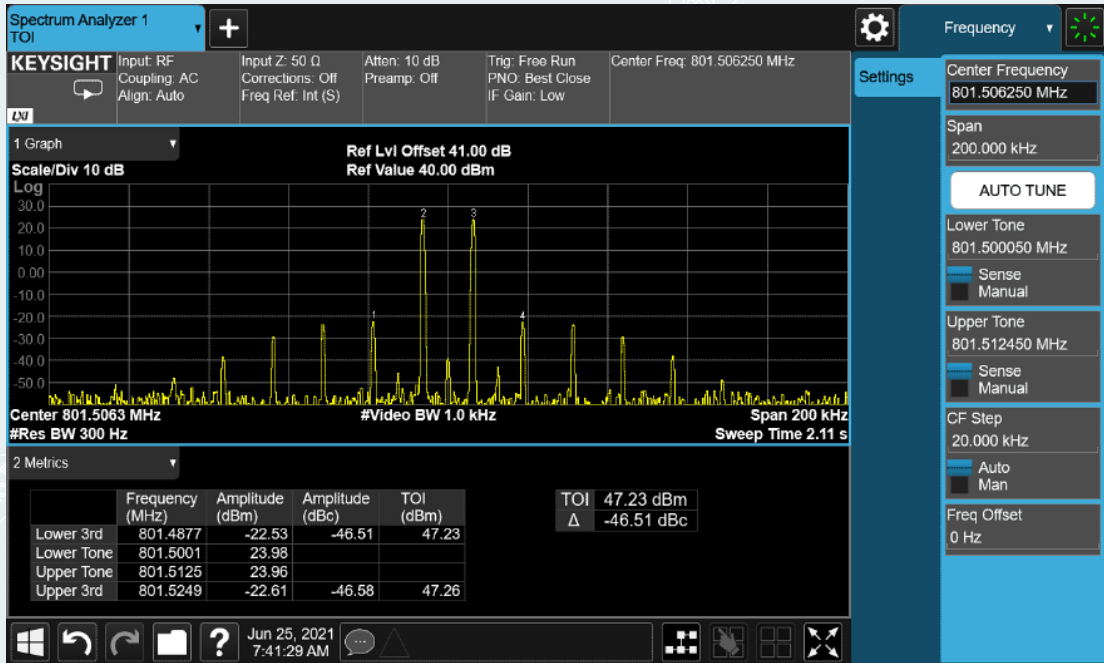 Spectrum Analyzer 1
TOI
Frequency
KEYSIGHT
LXI
Input: RF
Coupling: AC
Align: Auto
Input Z: 50 Ω
Corrections: Off
Freq Ref: Int (S)
Atten: 10 dB
Preamp: Off
Trig: Free Run
PNO: Best Close
IF Gain: Low
Center Freq: 801.506250 MHz
Settings
Center Frequency
801.506250 MHz
Span
200.000 kHz
AUTO TUNE
Lower Tone
801.500050 MHz
Sense
Manual
Upper Tone
801.512450 MHz
Sense
Manual
CF Step
20.000 kHz
Auto
Man
Freq Offset
0 Hz
1 Graph
Scale/Div 10 dB
Ref Lvl Offset 41.00 dB
Ref Value 40.00 dBm
Log
30.0
20.0
10.0
0.00
-10.0
-20.0
-30.0
-40.0
-50.0
1
2
3
4
Center 801.5063 MHz
#Video BW 1.0 kHz
Span 200 kHz
#Res BW 300 Hz
Sweep Time 2.11 s
2 Metrics
Frequency (MHz) Amplitude (dBm) Amplitude (dBc) TOI (dBm)
Lower 3rd 801.4877 -22.53 -46.51 47.23
Lower Tone 801.5001 23.98
Upper Tone 801.5125 23.96
Upper 3rd 801.5249 -22.61 -46.58 47.26
TOI 47.23 dBm
Δ -46.51 dBc
Jun 25, 2021
7:41:29 AM